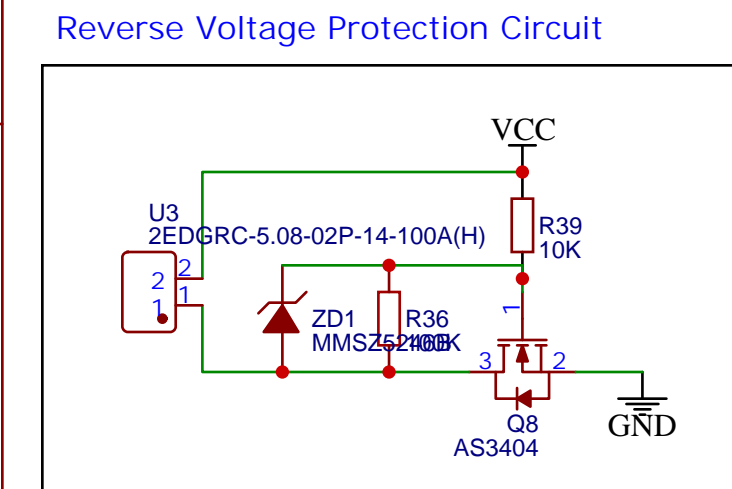 Reverse Voltage Protection Circuit
VCC
U3
2EDGRC-5.08-02P-14-100A(H)
R39
10K
2
2
1
1
1
ZD1
R36
MMSZ5240B
3
2
Q8
AS3404
GND